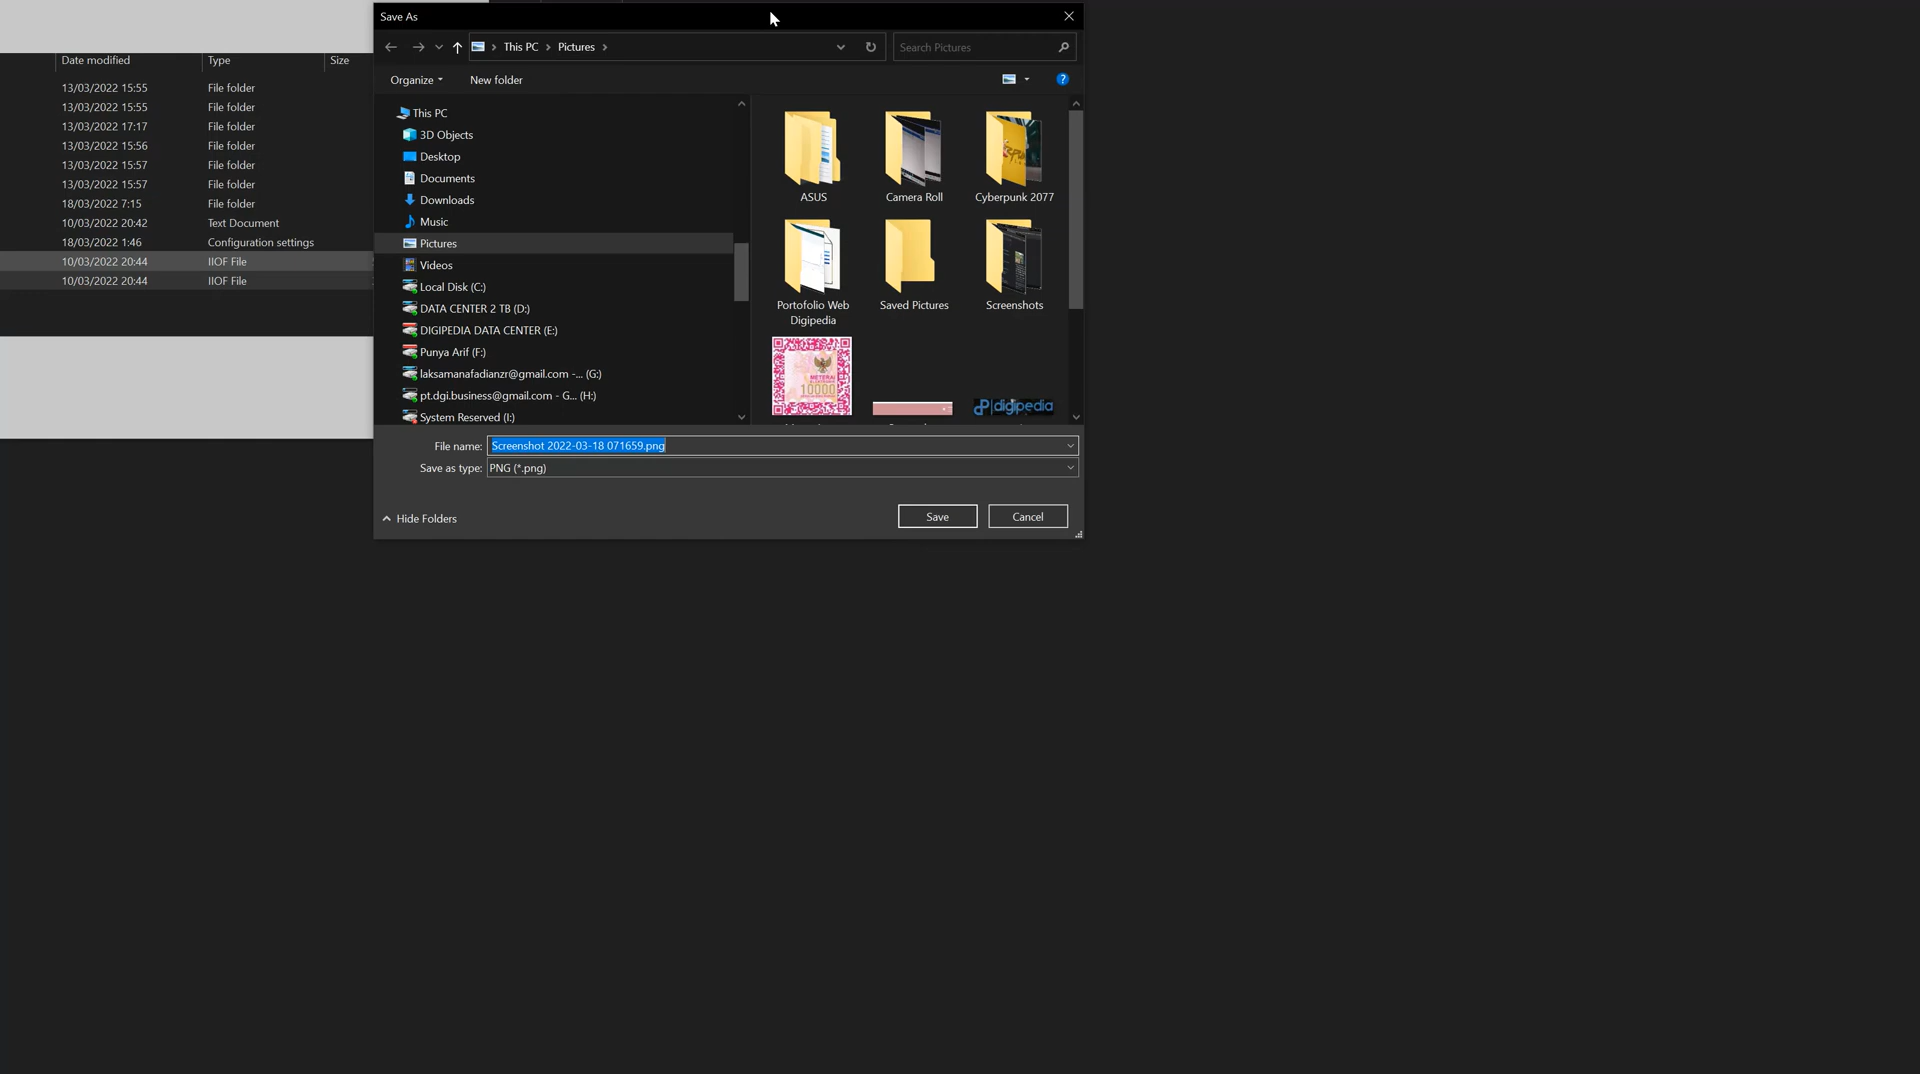 Save As
This PC
Pictures
Search Pictures
Organize
New folder
Date modified Type Size
13/03/2022 15:55 File folder
13/03/2022 15:55 File folder
13/03/2022 17:17 File folder
13/03/2022 15:56 File folder
13/03/2022 15:57 File folder
13/03/2022 15:57 File folder
18/03/2022 7:15 File folder
10/03/2022 20:42 Text Document
18/03/2022 1:46 Configuration settings
10/03/2022 20:44 IIOF File
10/03/2022 20:44 IIOF File
This PC
3D Objects
Desktop
Documents
Downloads
Music
Pictures
Videos
Local Disk (C:)
DATA CENTER 2 TB (D:)
DIGIPEDIA DATA CENTER (E:)
Punya Arif (F:)
laksamanafadianzr@gmail.com -... (G:)
pt.dgi.business@gmail.com - G... (H:)
System Reserved (I:)
ASUS
Camera Roll
Cyberpunk 2077
Portofolio Web
Digipedia
Saved Pictures
Screenshots
METERAI
10000
digipedia
File name: Screenshot 2022-03-18 071659.png
Save as type: PNG (*.png)
Hide Folders
Save
Cancel